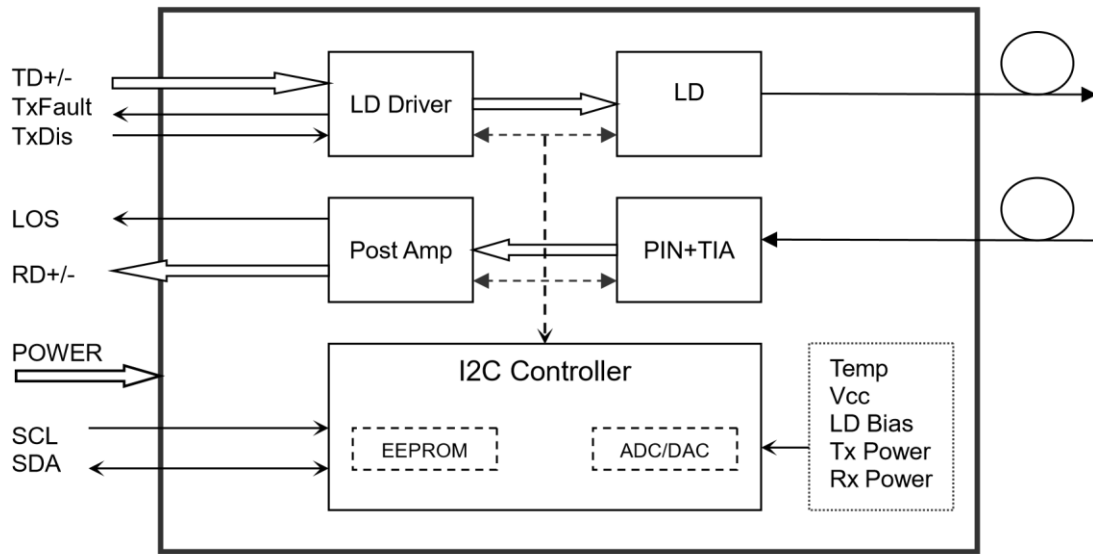 TD+/-
TxFault
TxDis
LD Driver
LD
LOS
RD+/-
Post Amp
PIN+TIA
POWER
SCL
SDA
I2C Controller
EEPROM
ADC/DAC
Temp
Vcc
LD Bias
Tx Power
Rx Power